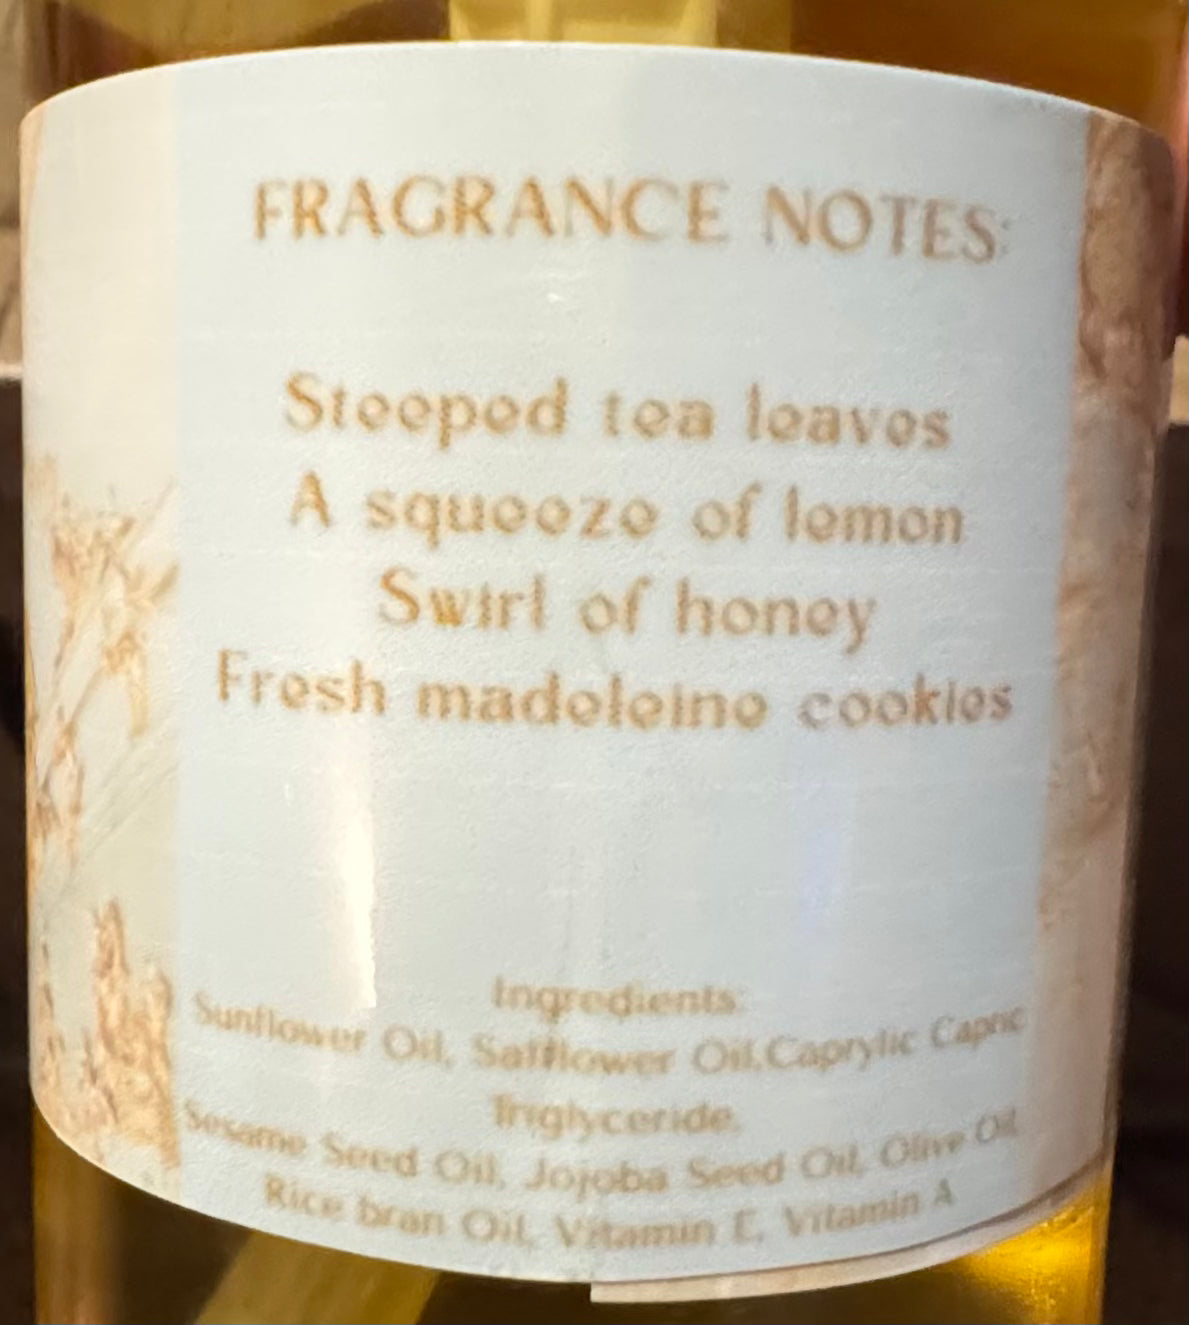 FRAGRANCE NOTES:
Steeped tea leaves
A squeeze of lemon
Swirl of honey
Fresh madeleine cookies
Ingredients:
Sunflower Oil, Safflower Oil,Caprylic Capric
Triglyceride,
Sesame Seed Oil, Jojoba Seed Oil, Olive Oil,
Rice bran Oil, Vitamin E, Vitamin A